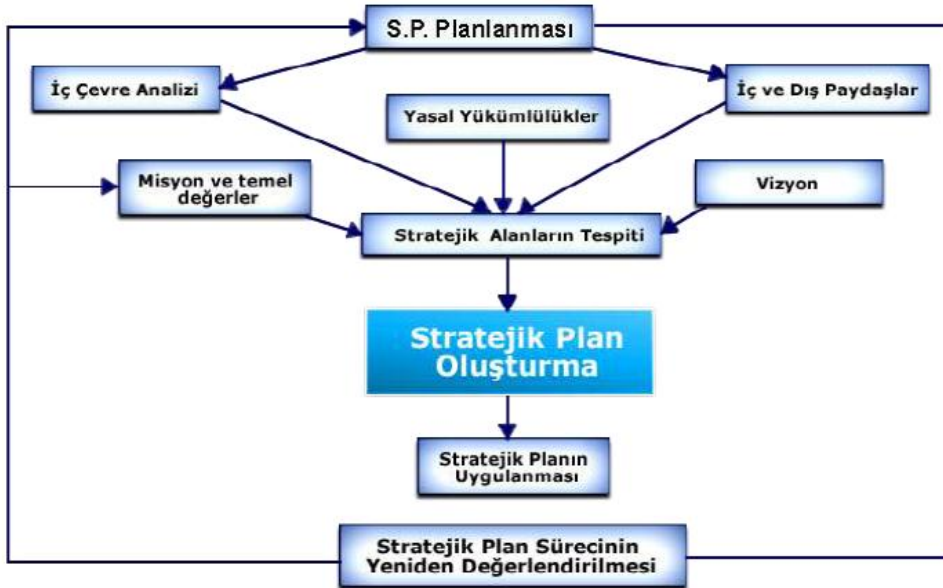 S.P. Planlanması
İç Çevre Analizi
İç ve Dış Paydaşlar
Yasal Yükümlülükler
Misyon ve temel
değerler
Vizyon
Stratejik Alanların Tespiti
Stratejik Plan
Oluşturma
Stratejik Planın
Uygulanması
Stratejik Plan Sürecinin
Yeniden Değerlendirilmesi